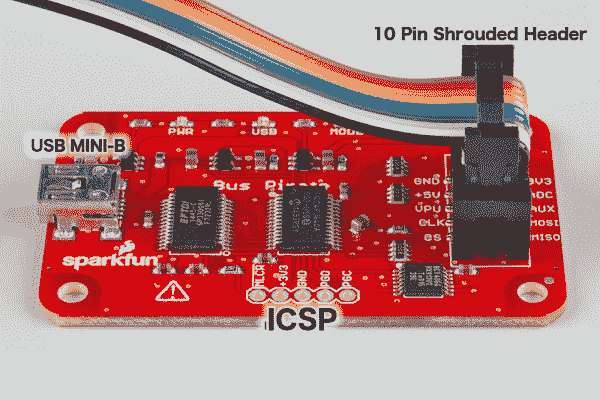 10 Pin Shrouded Header
USB MINI-B
PWR
USB
MODE
Bus Pirate
GND
+5V
VPU
CLK
CS
3V3
ADC
AUX
MOSI
MISO
sparkfun
MCLR
+3V3
GND
PGD
PGC
ICSP